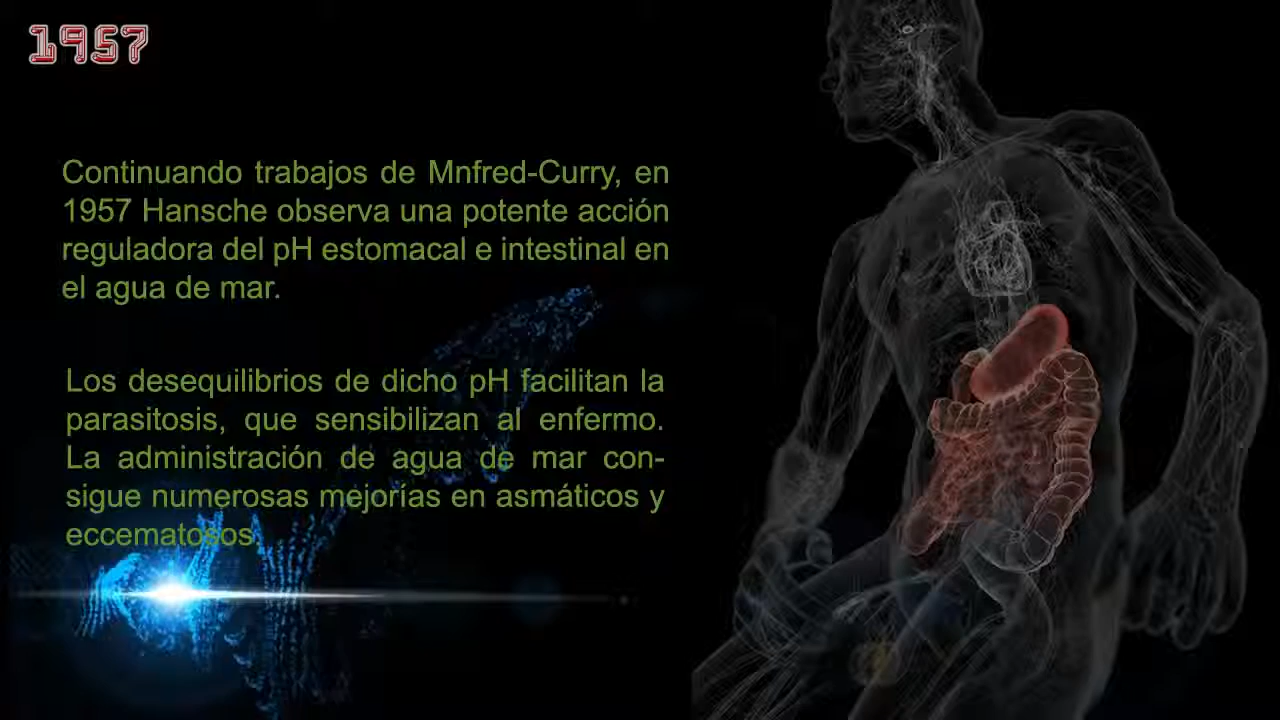 1957
Continuando trabajos de Mnfred-Curry, en
1957 Hansche observa una potente acción
reguladora del pH estomacal e intestinal en
el agua de mar.
Los desequilibrios de dicho pH facilitan la
parasitosis, que sensibilizan al enfermo.
La administración de agua de mar con-
sigue numerosas mejorías en asmáticos y
eccematosos.